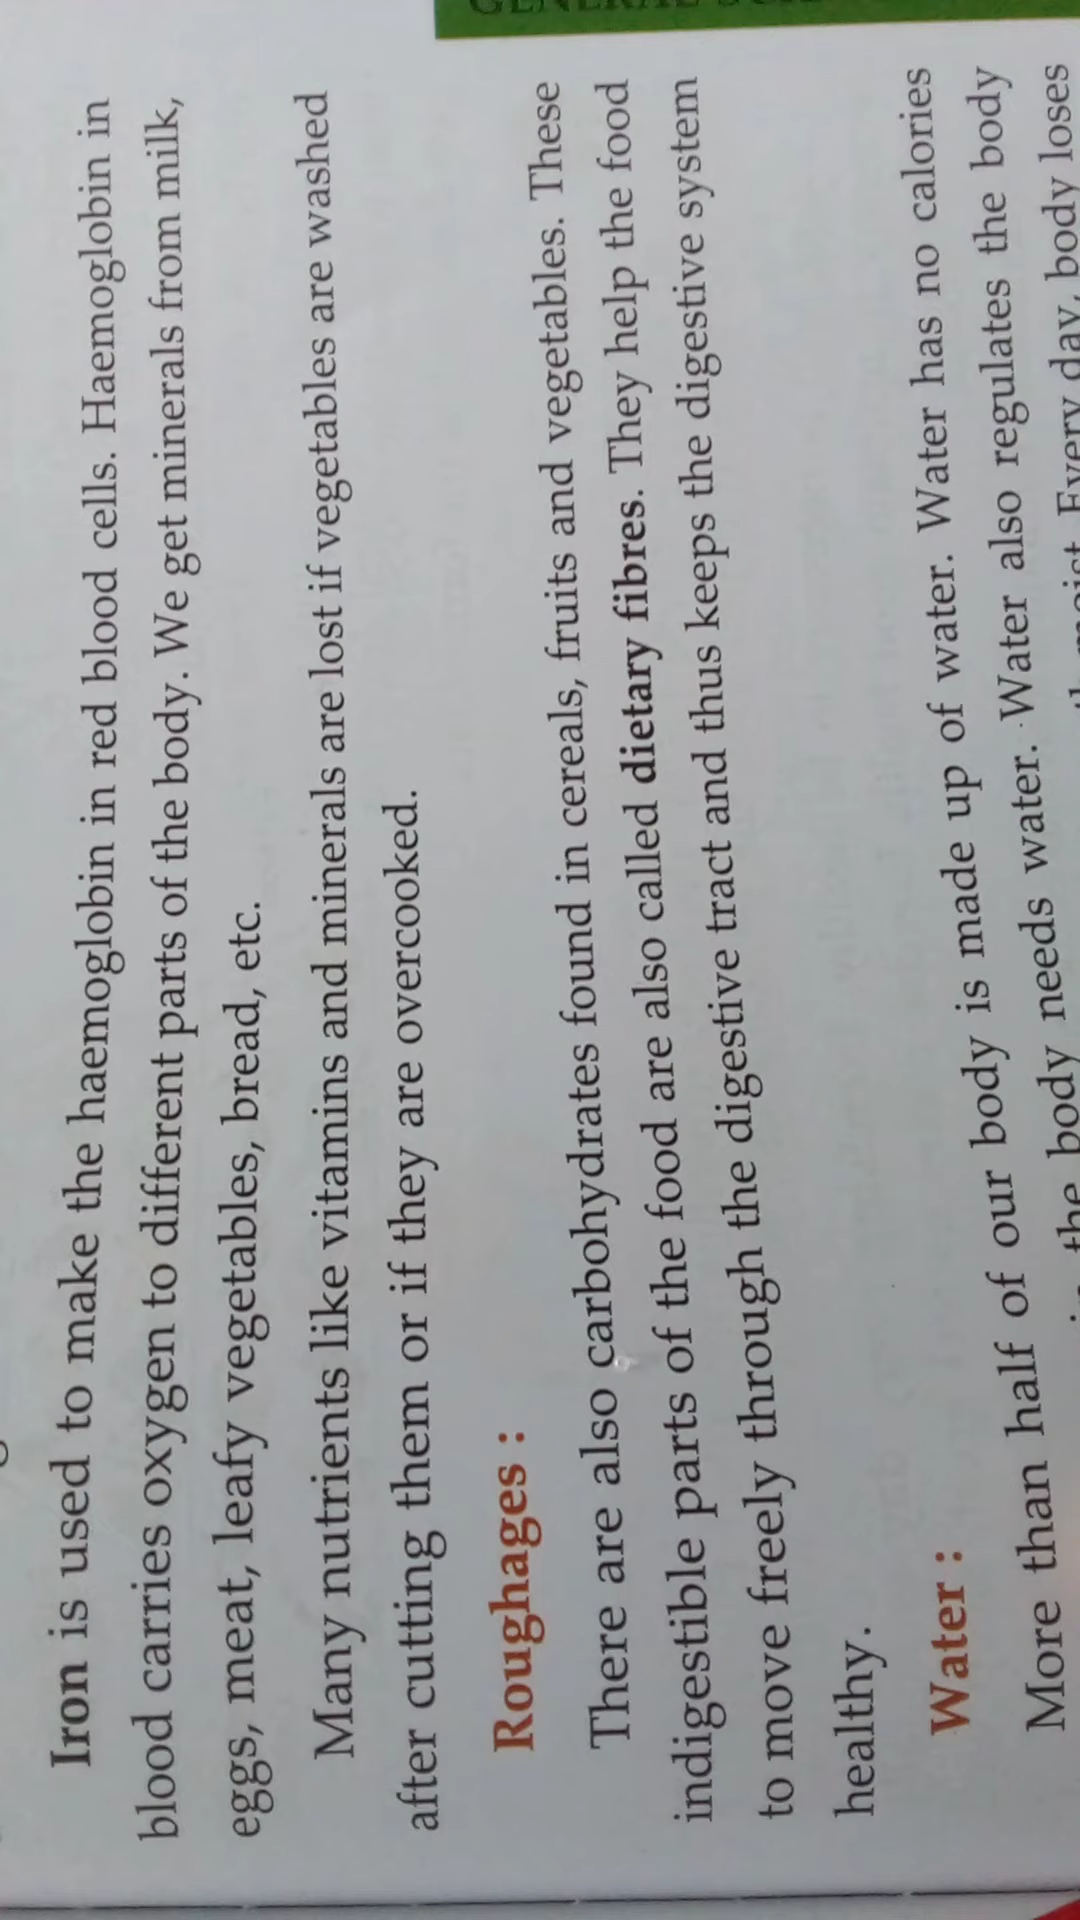 GENERAL
Iron is used to make the haemoglobin in red blood cells. Haemoglobin in
blood carries oxygen to different parts of the body. We get minerals from milk,
eggs, meat, leafy vegetables, bread, etc.
Many nutrients like vitamins and minerals are lost if vegetables are washed
after cutting them or if they are overcooked.
Roughages :
There are also carbohydrates found in cereals, fruits and vegetables. These
indigestible parts of the food are also called dietary fibres. They help the food
to move freely through the digestive tract and thus keeps the digestive system
healthy.
Water :
More than half of our body is made up of water. Water has no calories
the body needs water. Water also regulates the body
moist. Every day, body loses